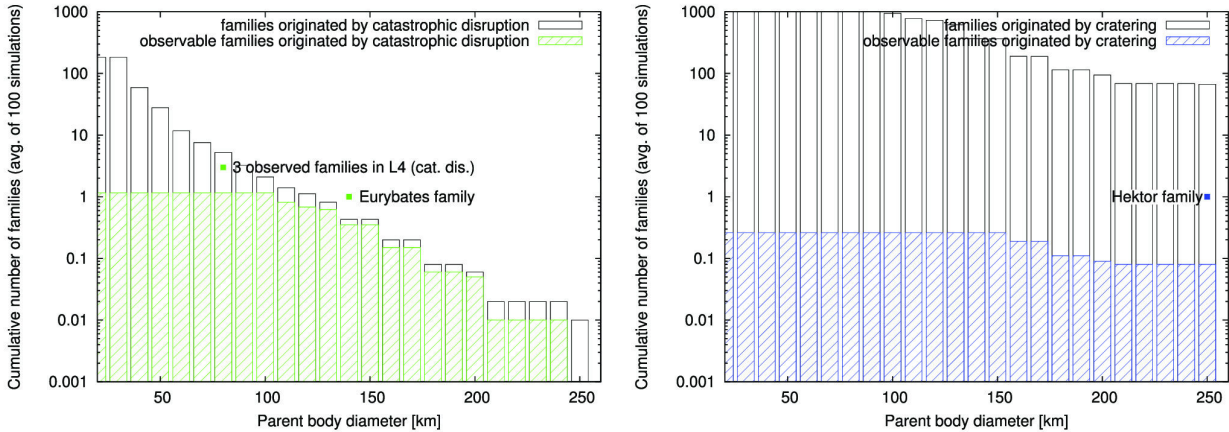 Cumulative number of families (avg. of 100 simulations)
1000
100
10
1
0.1
0.01
0.001
families originated by catastrophic disruption
observable families originated by catastrophic disruption
3 observed families in L4 (cat. dis.)
Eurybates family
50
100
150
200
250
Parent body diameter [km]
Cumulative number of families (avg. of 100 simulations)
1000
100
10
1
0.1
0.01
0.001
families originated by cratering
observable families originated by cratering
Hektor family
50
100
150
200
250
Parent body diameter [km]